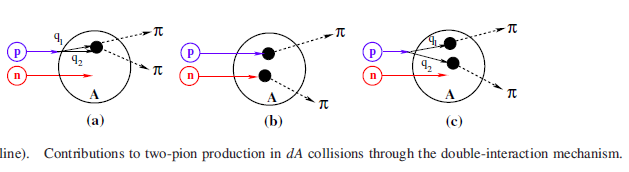 q1 π
p
q2
n π
A
(a)
p π
n
A π
(b)
q1 π
p
q2
n
A π
(c)
line). Contributions to two-pion production in dA collisions through the double-interaction mechanism.